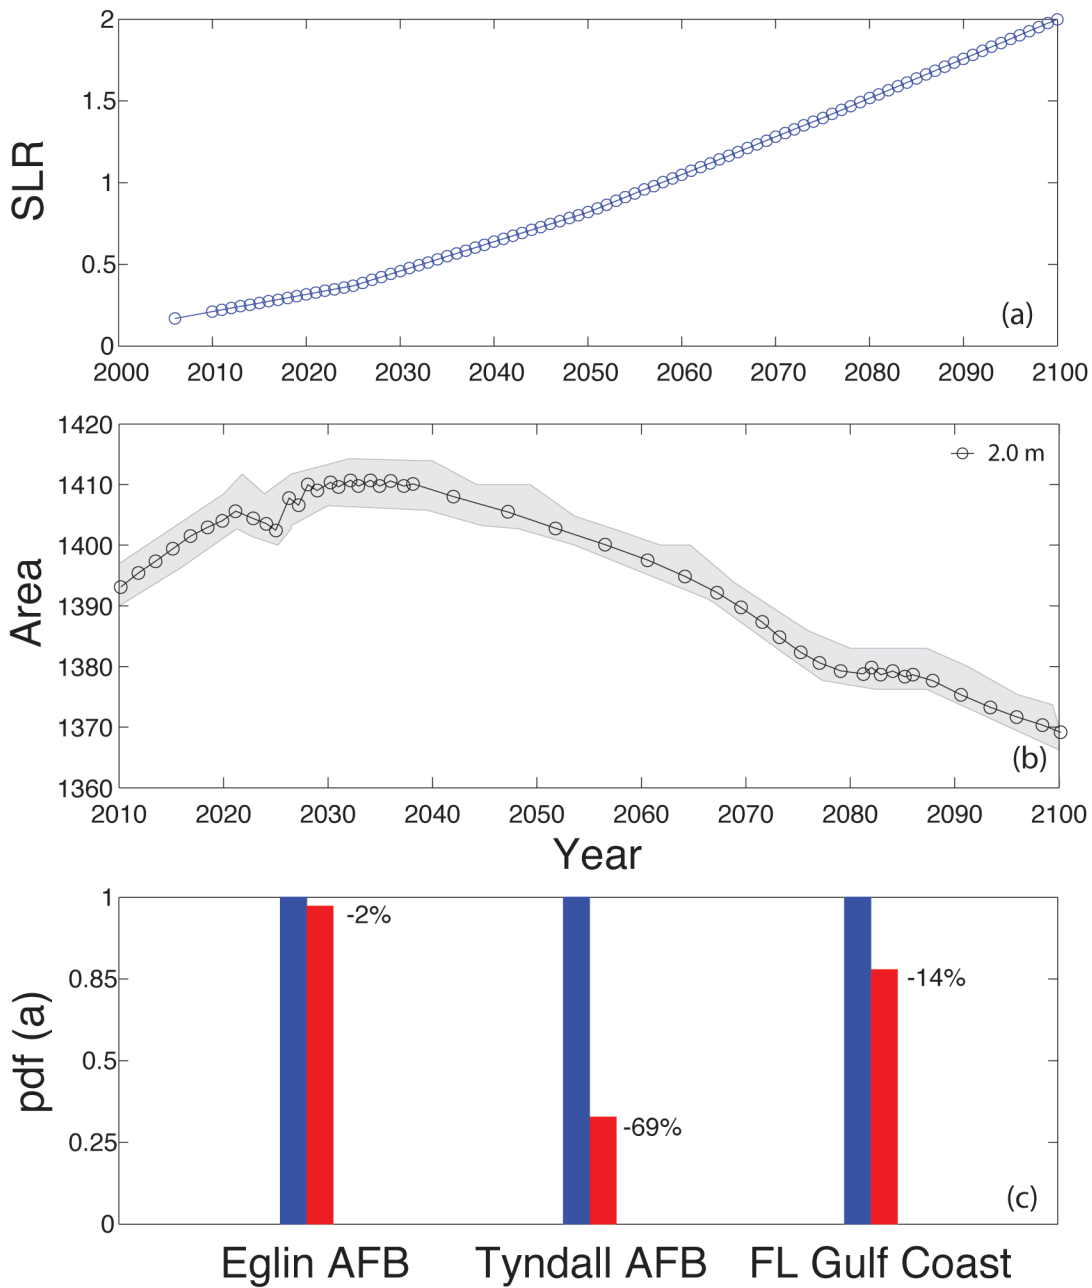 2
1.5
1
0.5
0
SLR
(a)
2000 2010 2020 2030 2040 2050 2060 2070 2080 2090 2100
1420
1410
1400
1390
1380
1370
1360
Area
2.0 m
(b)
2010 2020 2030 2040 2050 2060 2070 2080 2090 2100
Year
1
0.85
0.5
0.25
0
pdf (a)
-2%
-69%
-14%
(c)
Eglin AFB Tyndall AFB FL Gulf Coast